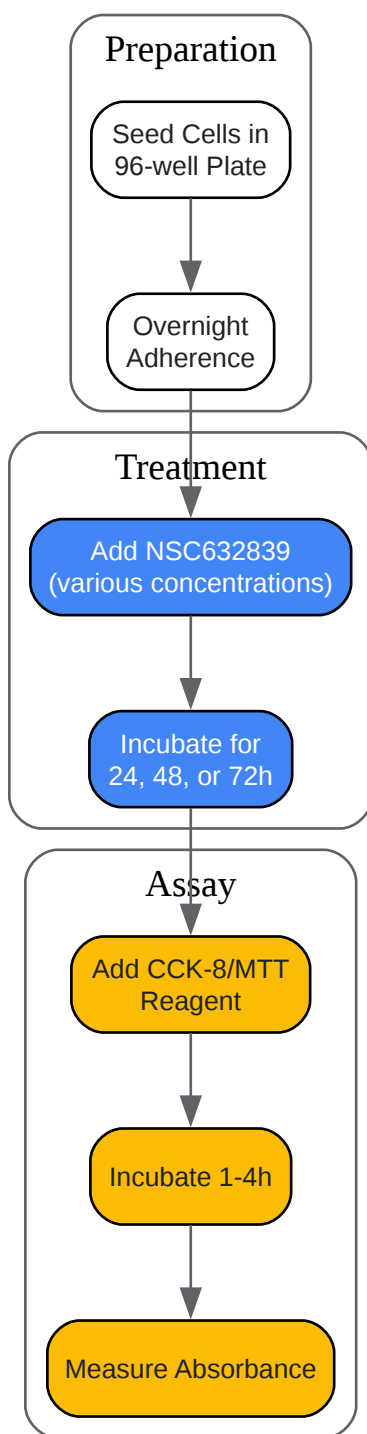 Preparation
Seed Cells in
96-well Plate
Overnight
Adherence
Treatment
Add NSC632839
(various concentrations)
Incubate for
24, 48, or 72h
Assay
Add CCK-8/MTT
Reagent
Incubate 1-4h
Measure Absorbance